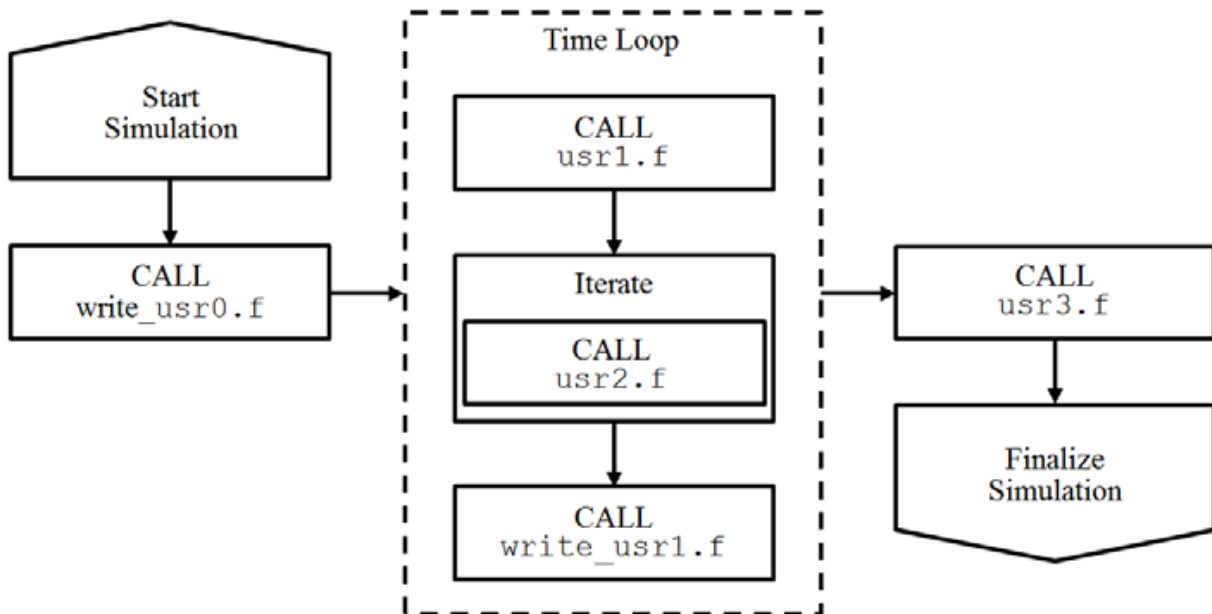 Start
Simulation
CALL
write_usr0.f
Time Loop
CALL
usr1.f
Iterate
CALL
usr2.f
CALL
write_usr1.f
CALL
usr3.f
Finalize
Simulation